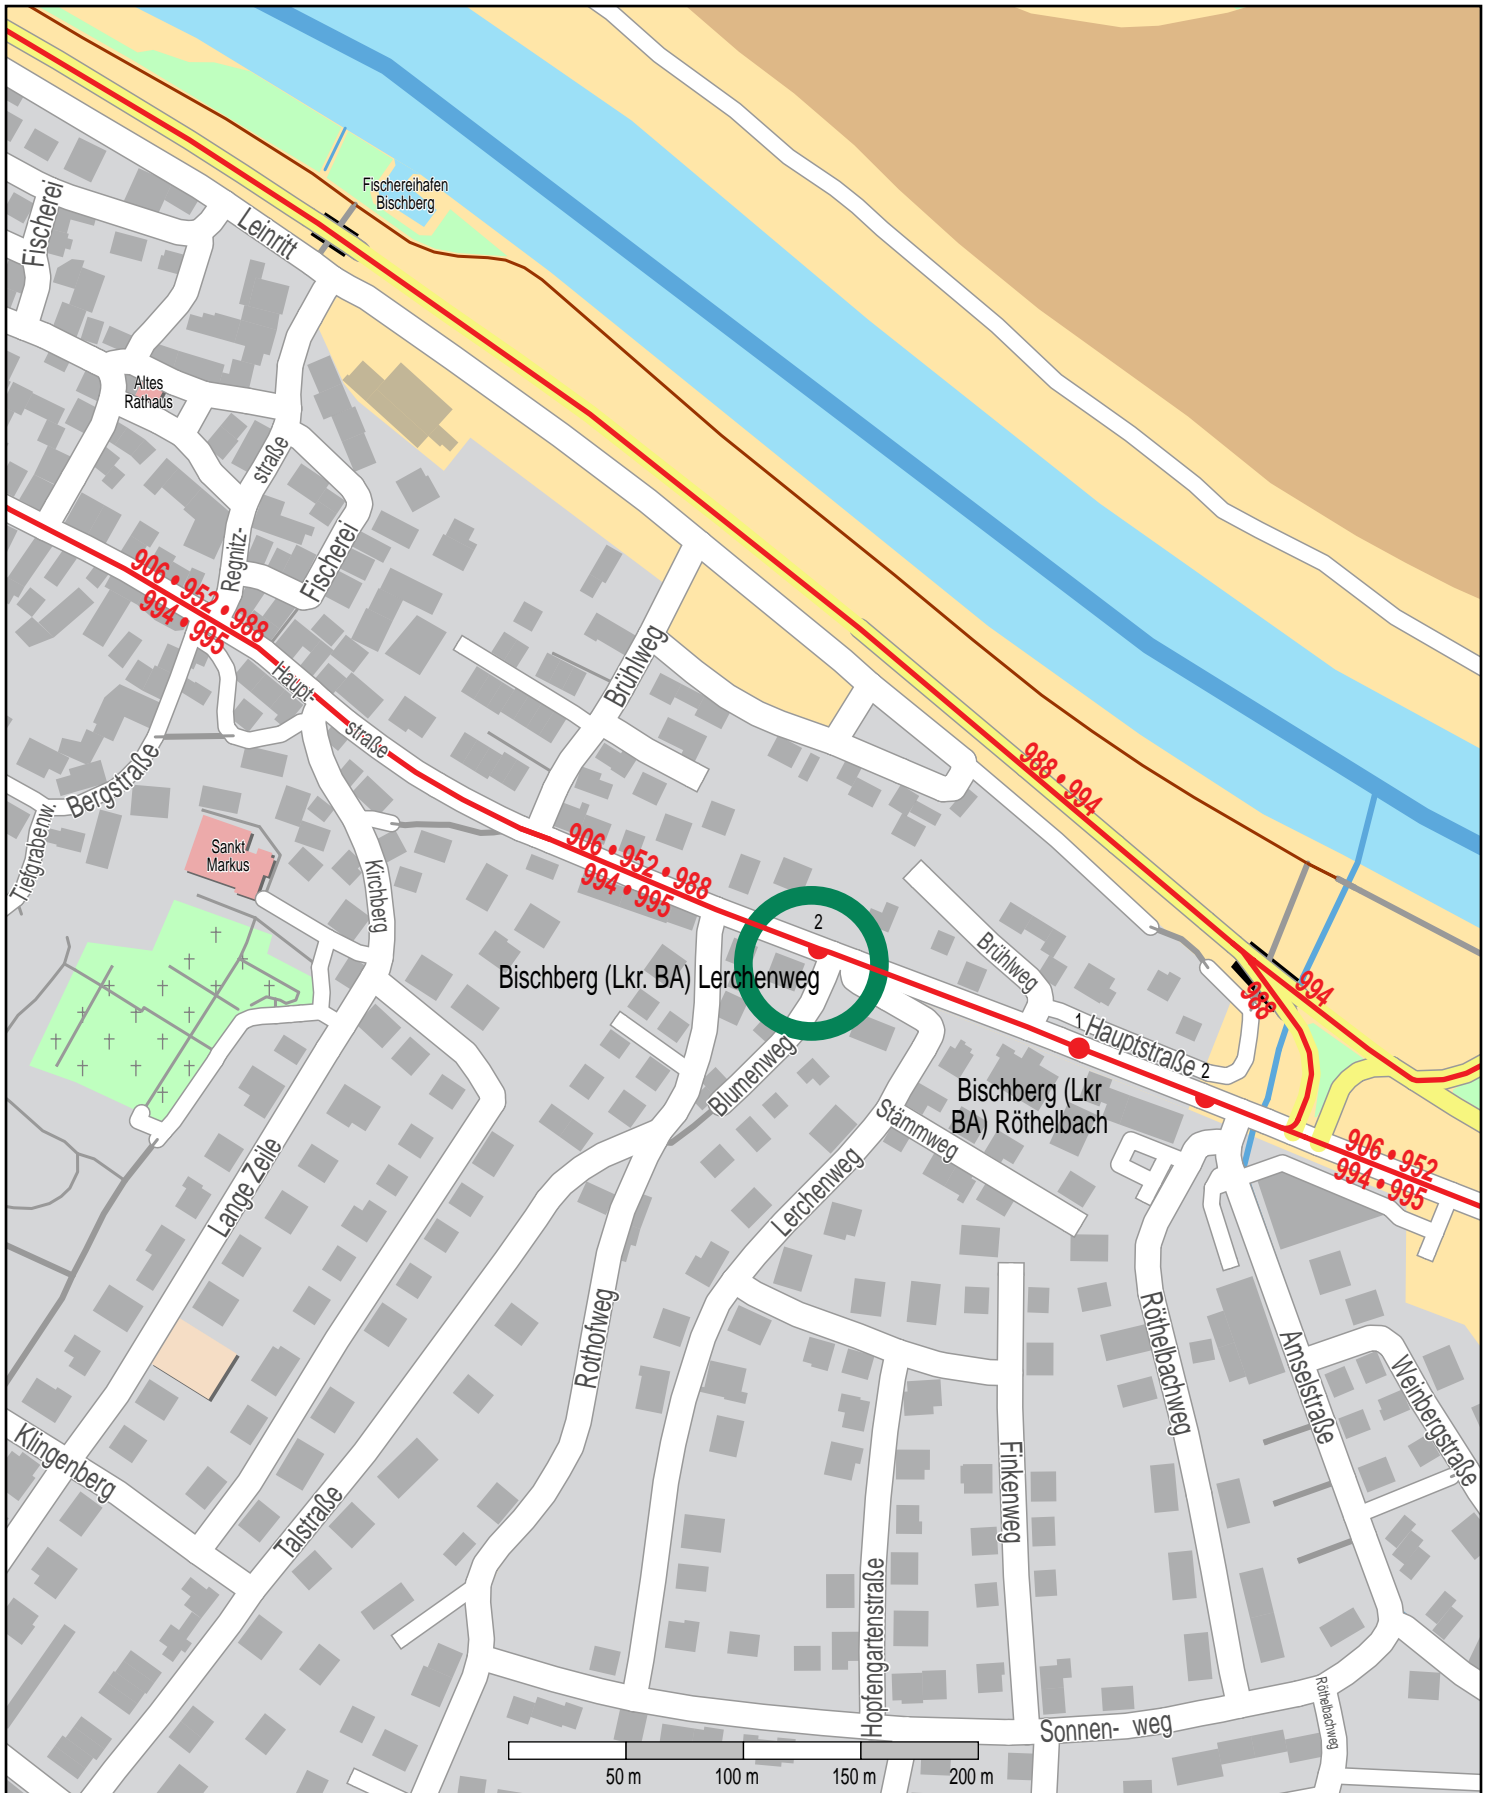 Fischereihafen
Bischberg
Fischerei
Leinritt
Altes
Rathaus
straße
Regnitz-
Fischerei
906 • 952 • 988
994 • 995
Haupt-
straße
Brühlweg
988 • 994
Bergstraße
Tiefgrabenw.
Sankt
Markus
Kirchberg
906 • 952 • 988
994 • 995
2
Bischberg (Lkr. BA) Lerchenweg
Brühlweg
994
988
1
Hauptstraße
2
Bischberg (Lkr
BA) Röthelbach
Blumenweg
Stämmweg
906 • 952
994 • 995
Lange Zeile
Lerchenweg
Rothofweg
Röthelbachweg
Amselstraße
Weinbergstraße
Klingenberg
Talstraße
Finkenweg
Hopfengartenstraße
Sonnen- weg
Röthelbachweg
50 m
100 m
150 m
200 m